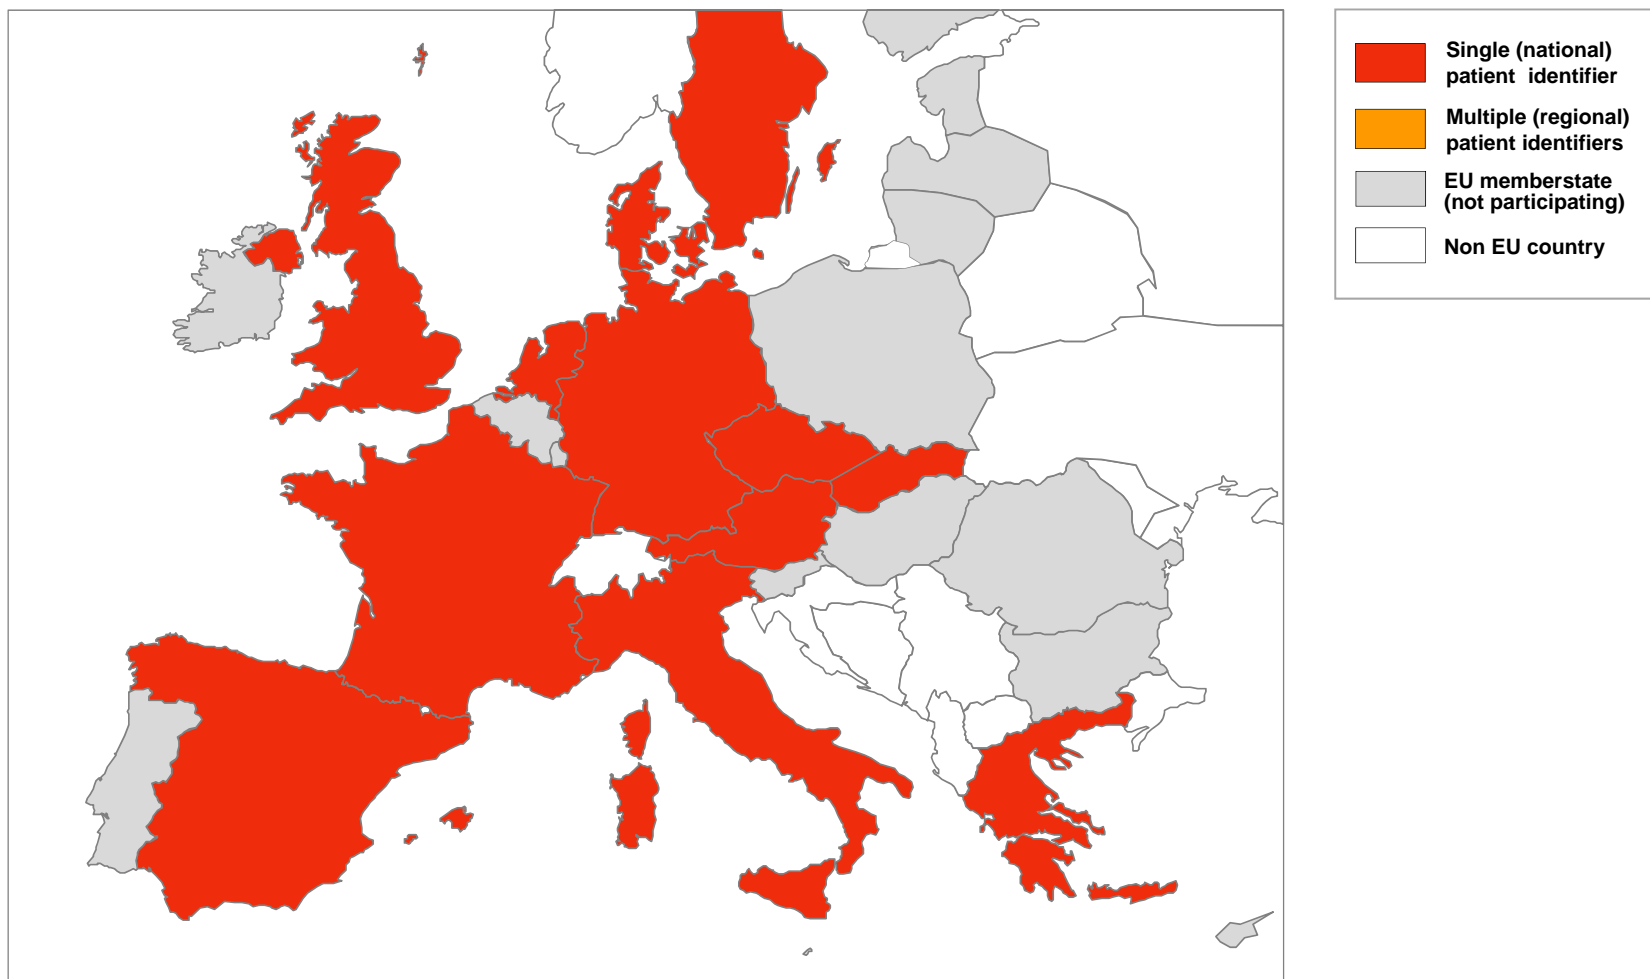 Single (national)
patient identifier
Multiple (regional)
patient identifiers
EU memberstate
(not participating)
Non EU country